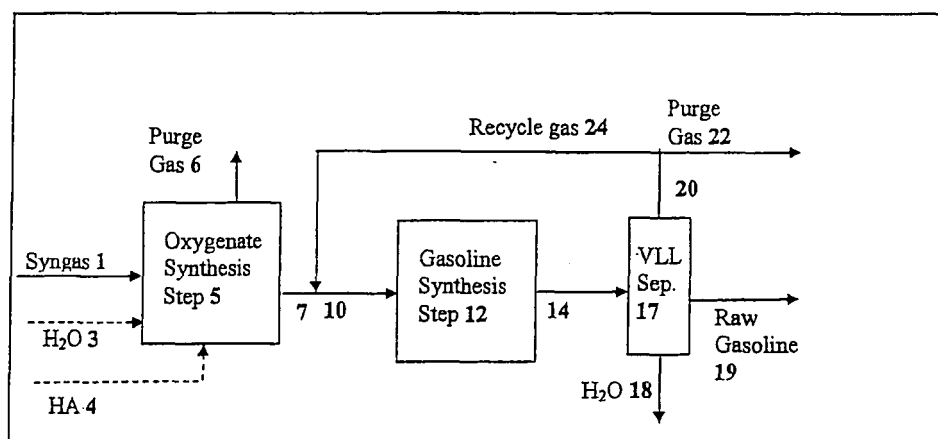 Purge
Gas 6
Recycle gas 24
Purge
Gas 22
20
Syngas 1
Oxygenate
Synthesis
Step 5
7 10
Gasoline
Synthesis
Step 12
14
VLL
Sep.
17
Raw
Gasoline
19
H₂O 3
HA 4
H₂O 18